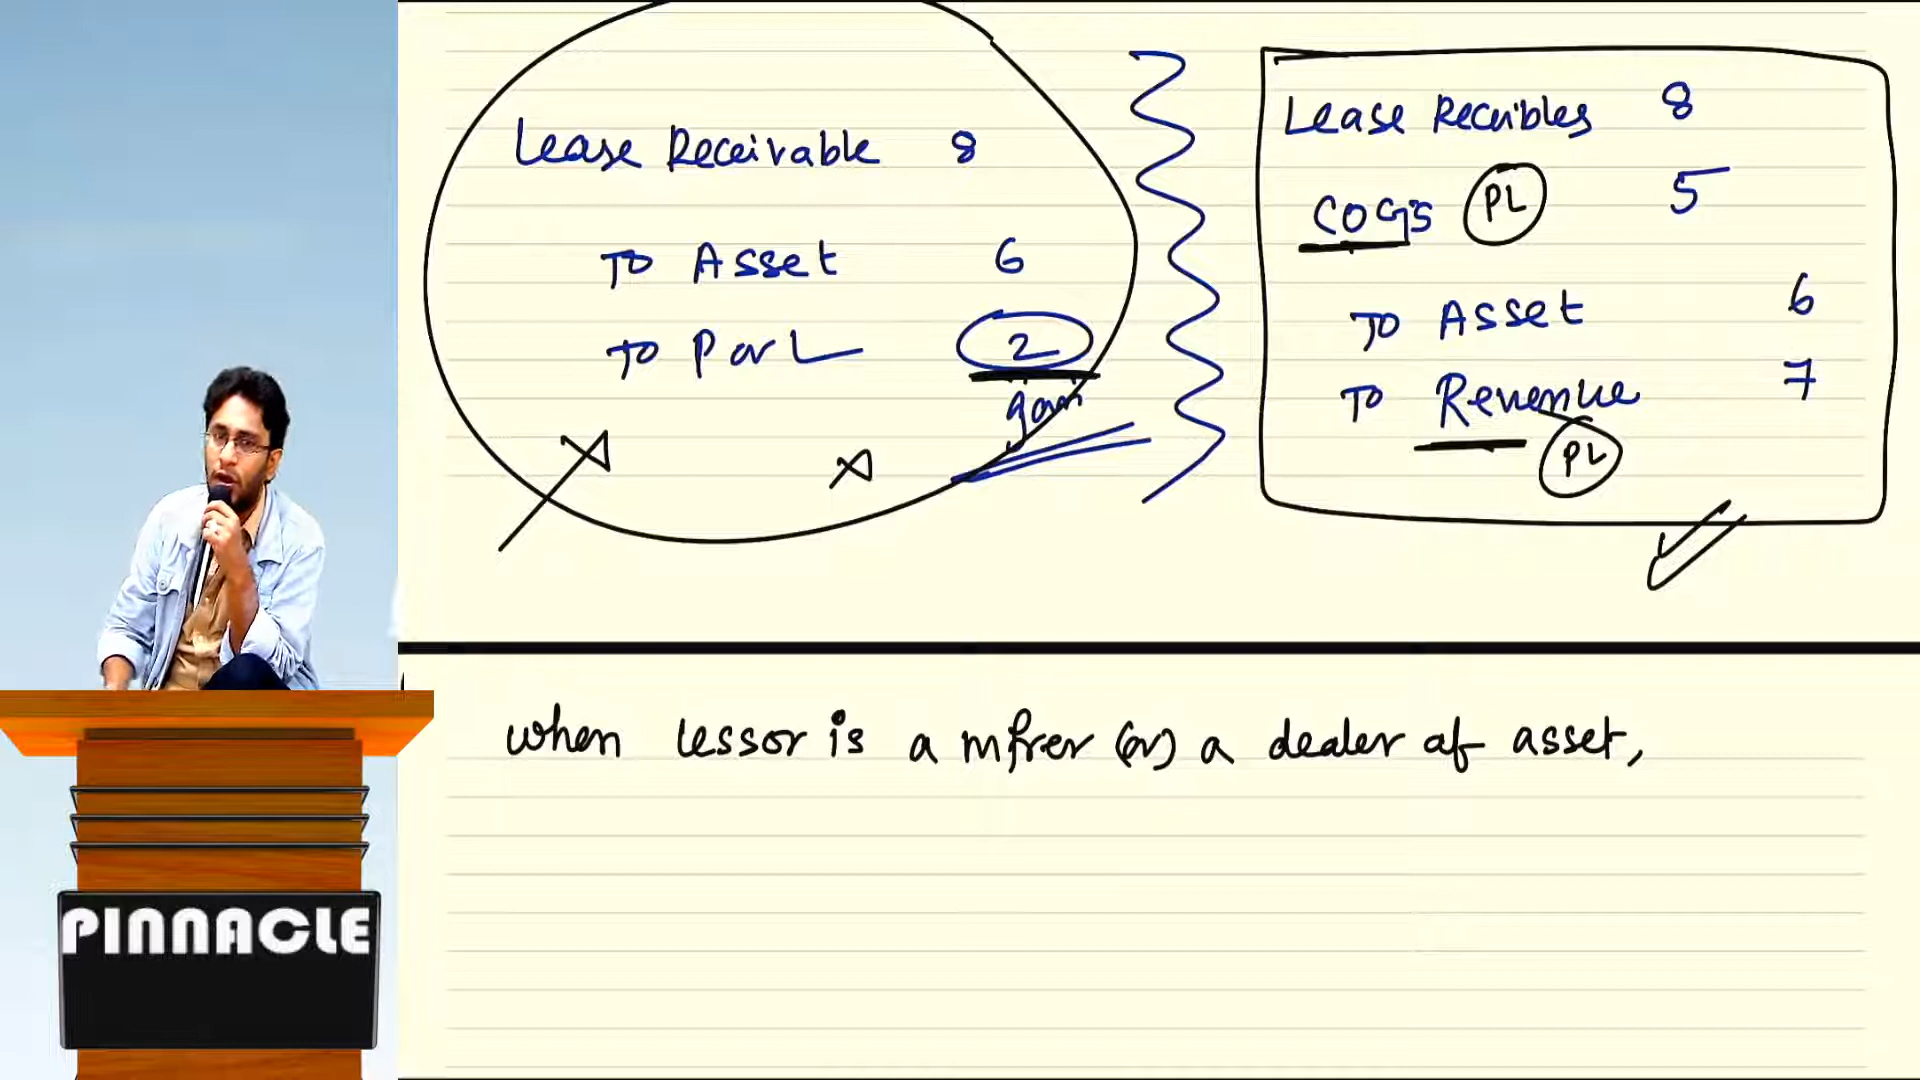 Lease Receivable 8
To Asset 6
To P or L 2
gain
Lease Receibles 8
COGS PL 5
To Asset 6
To Revenue 7
PL
when lessor is a mfrer (or) a dealer of asset,
PINNACLE